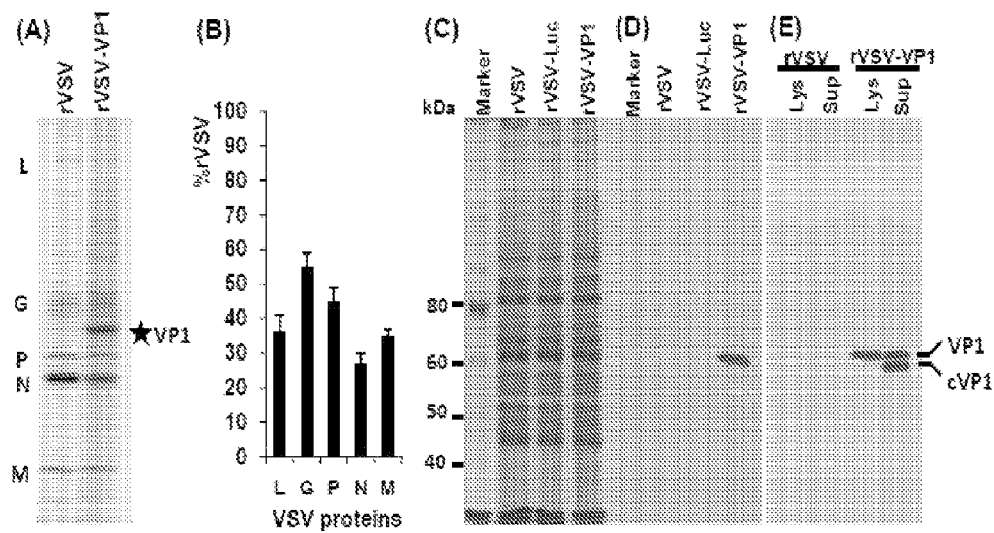 (A)
rVSV
rVSV-VP1
L
G
VP1
P
N
M
(B)
%rVSV
100
90
80
70
60
50
40
30
20
10
0
L G P N M
VSV proteins
(C)
kDa
Marker
rVSV
rVSV-Luc
rVSV-VP1
80
60
50
40
(D)
Marker
rVSV
rVSV-Luc
rVSV-VP1
(E)
rVSV rVSV-VP1
Lys
Sup
Lys
Sup
VP1
cVP1